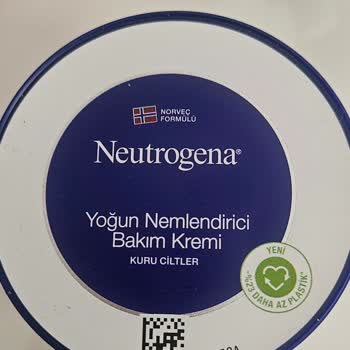 NORVEÇ
FORMÜLÜ
Neutrogena®
Yoğun Nemlendirici
Bakım Kremi
KURU CİLTLER
YENİ
%23 DAHA AZ PLASTİK*